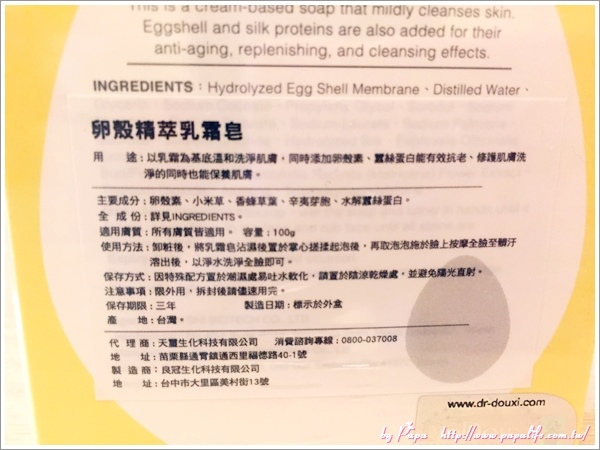 This is a cream-based soap that mildly cleanses skin.
Eggshell and silk proteins are also added for their
anti-aging, replenishing, and cleansing effects.
INGREDIENTS：Hydrolyzed Egg Shell Membrane、Distilled Water、
卵殼精萃乳霜皂
用　　途：以乳霜為基底溫和洗淨肌膚，同時添加卵殼素、蠶絲蛋白能有效抗老、修護肌膚洗
淨的同時也能保養肌膚。
主要成分：卵殼素、小米草、香蜂草葉、辛夷芽胞、水解蠶絲蛋白。
全 成 份：詳見INGREDIENTS。
適用膚質：所有膚質皆適用。容量：100g
使用方法：卸粧後，將乳霜皂沾濕後置於掌心搓揉起泡後，再取泡泡施於臉上按摩全臉至髒汙
溶出後，以淨水洗淨全臉即可。
保存方式：因特殊配方置於潮濕處易吐水軟化，請置於陰涼乾燥處，並避免陽光直射。
注意事項：限外用，拆封後請儘速用完。
保存期限：三年　　製造日期：標示於外盒
產　　地：台灣。
代 理 商：天璽生化科技有限公司　消費諮詢專線：0800-037008
地　　址：苗栗縣通霄鎮通西里福德路40-1號
製 造 商：良冠生化科技有限公司
地　　址：台中市大里區美村街13號
www.dr-douxi.com
by Papa http://www.papalife.com.tw/